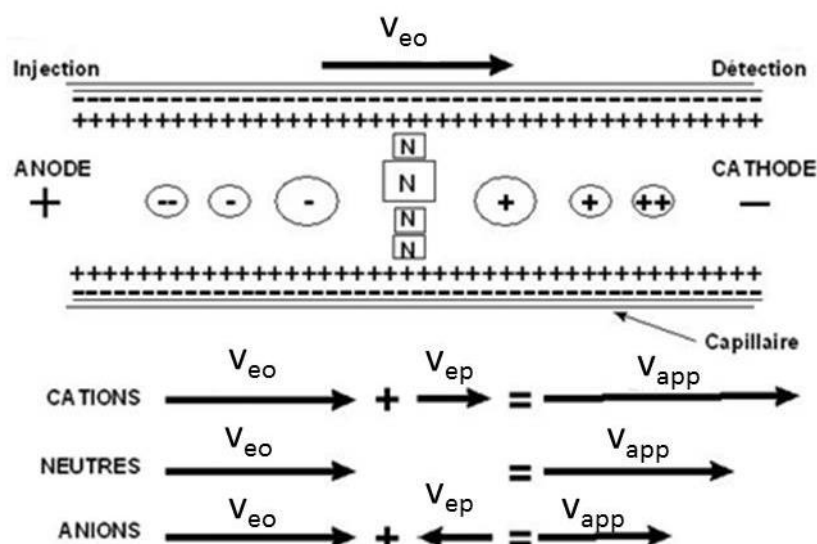 Veo
Injection Détection
------------------------------------------------
++++++++++++++++++++++++++++++++++++++++++++++++
N
ANODE N CATHODE
+ -- - - + + ++ −
N
N
++++++++++++++++++++++++++++++++++++++++++++++++
------------------------------------------------
Capillaire
Veo Vep Vapp
CATIONS + =
Veo Vapp
NEUTRES =
Veo Vep Vapp
ANIONS + =